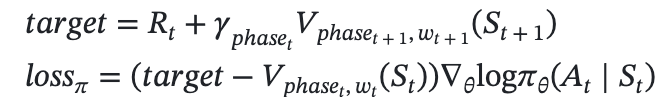 target = R_t + γ_{phase_t} V_{phase_{t+1}, w_{t+1}}(S_{t+1})
loss_π = (target − V_{phase_t, w_t}(S_t))∇_θ logπ_θ(A_t | S_t)